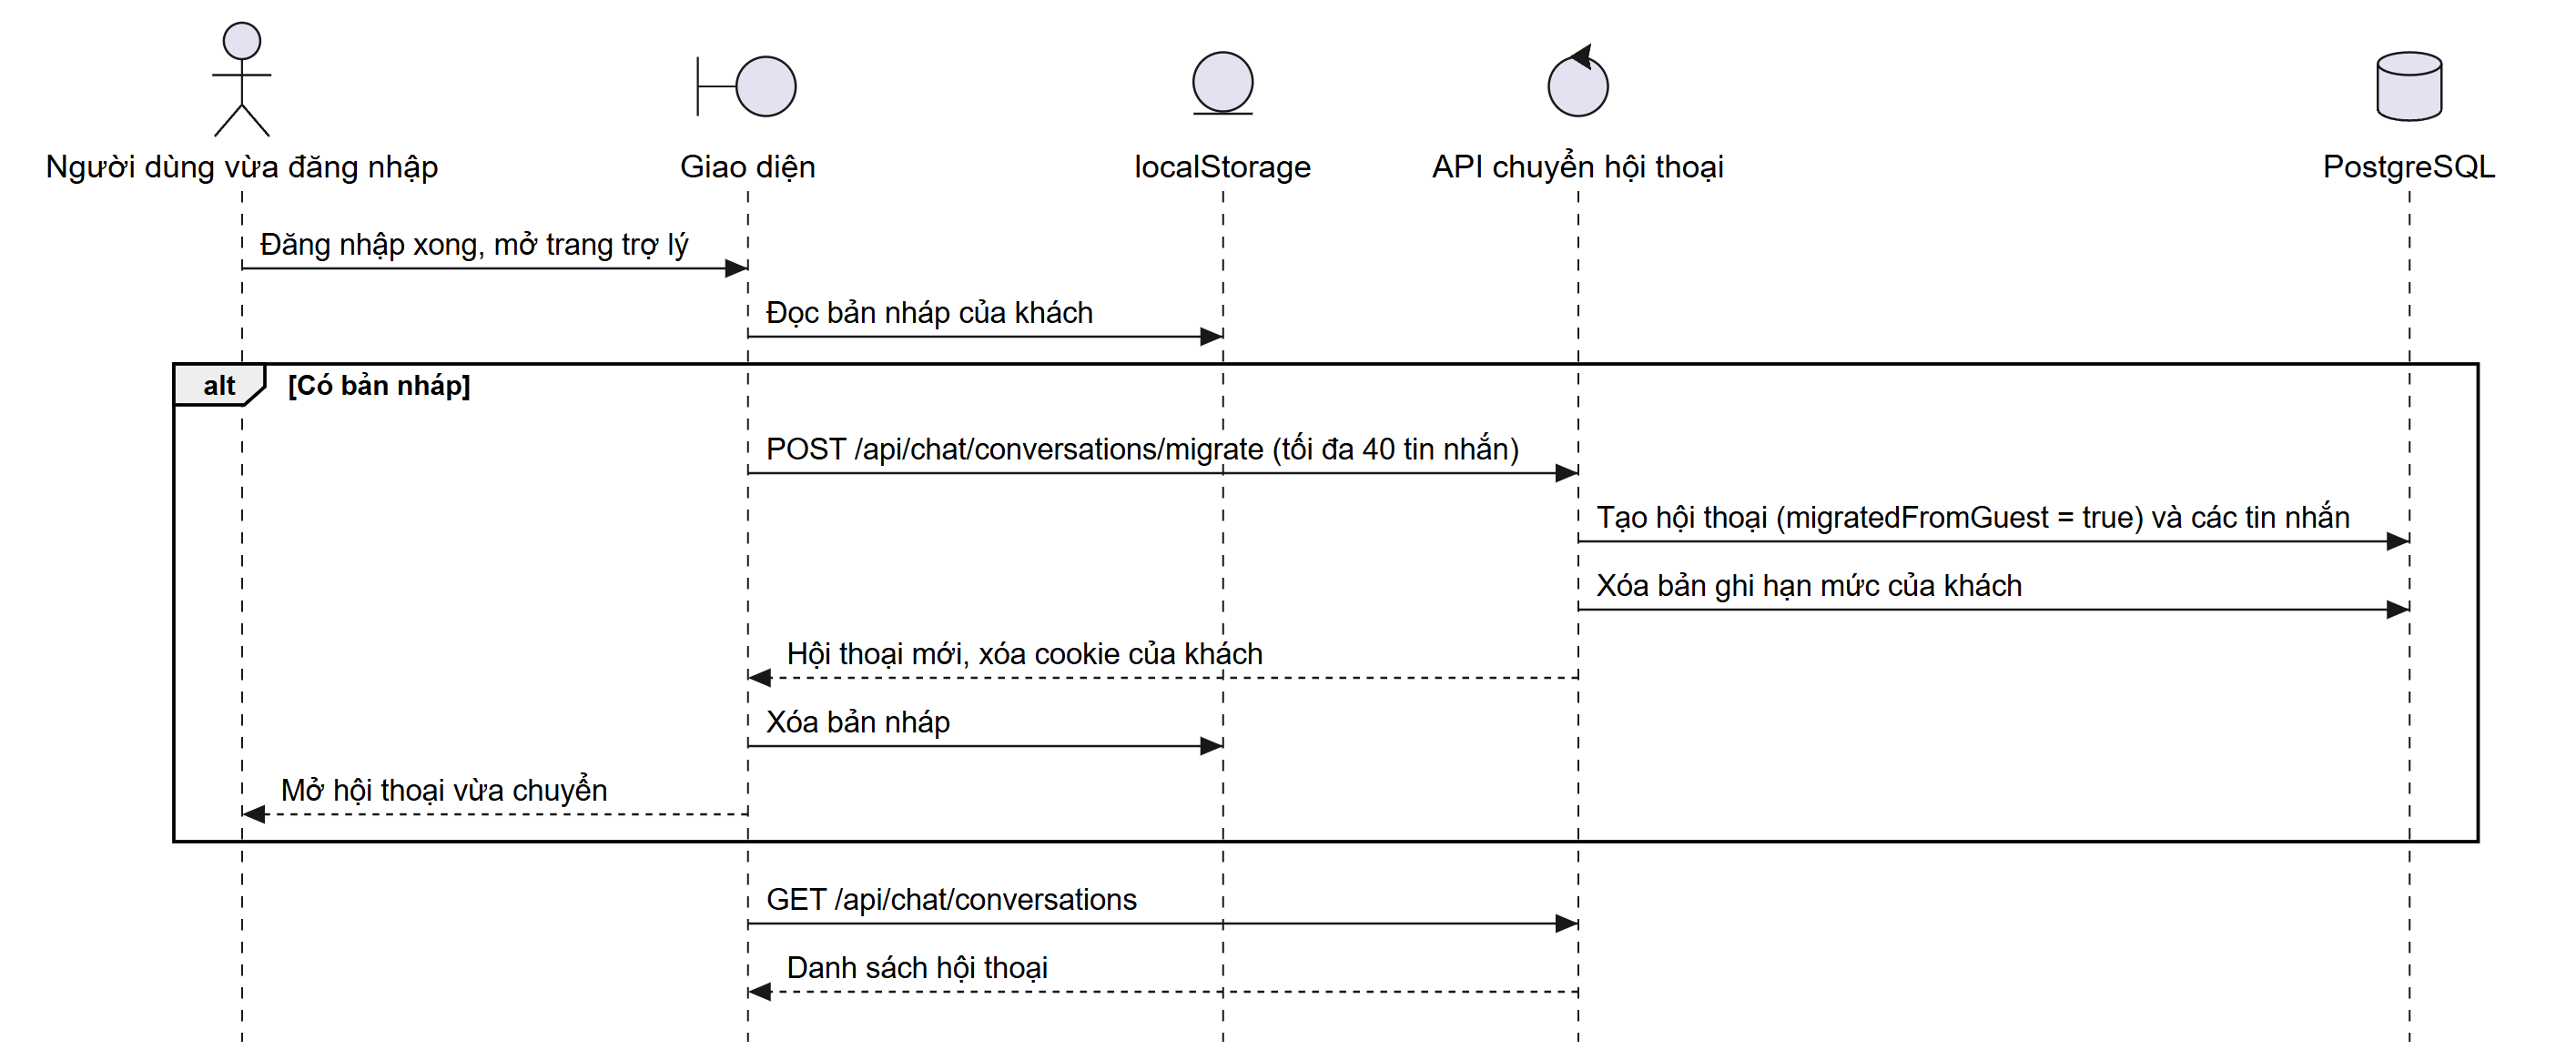 Người dùng vừa đăng nhập
Giao diện
localStorage
API chuyển hội thoại
PostgreSQL
Đăng nhập xong, mở trang trợ lý
Đọc bản nháp của khách
alt [Có bản nháp]
POST /api/chat/conversations/migrate (tối đa 40 tin nhắn)
Tạo hội thoại (migratedFromGuest = true) và các tin nhắn
Xóa bản ghi hạn mức của khách
Hội thoại mới, xóa cookie của khách
Xóa bản nháp
Mở hội thoại vừa chuyển
GET /api/chat/conversations
Danh sách hội thoại